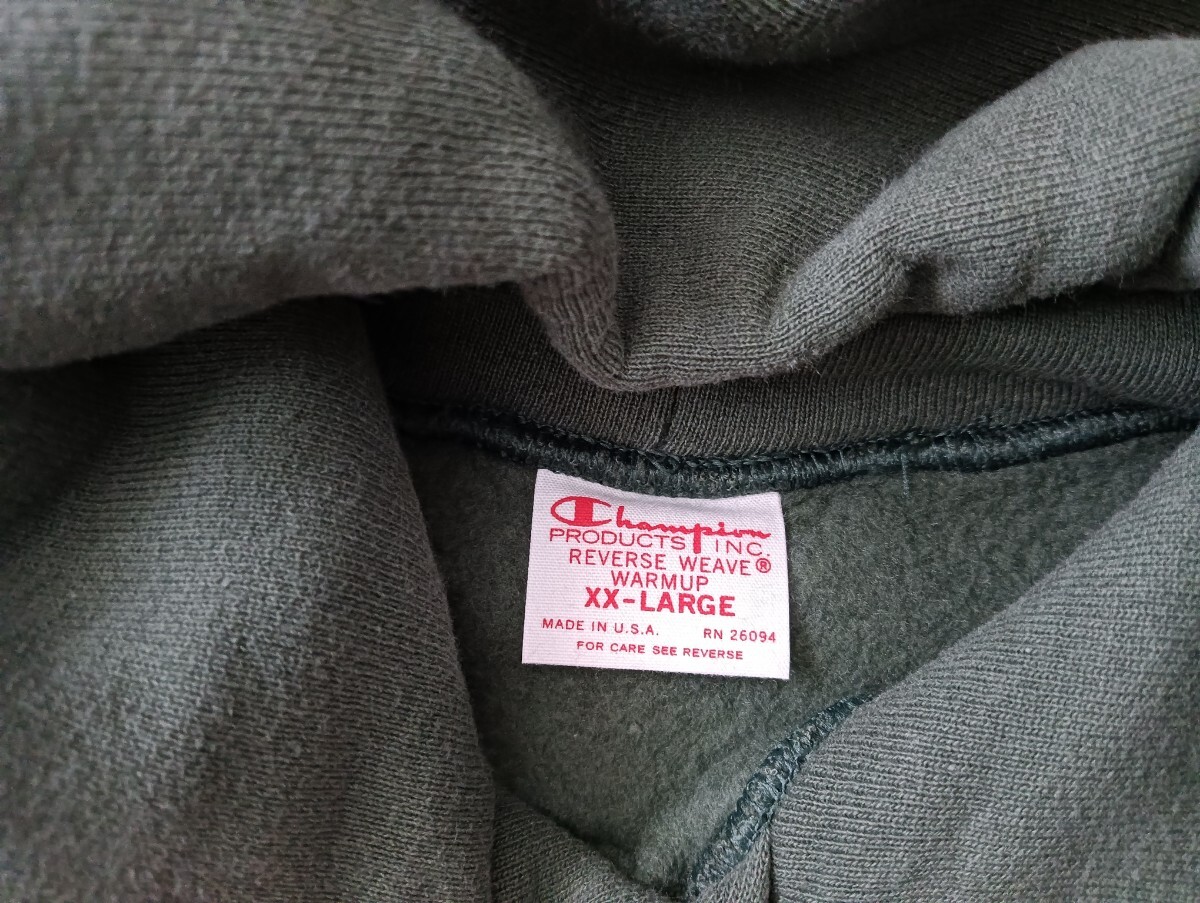 Champion
PRODUCTS INC.
REVERSE WEAVE®
WARMUP
XX-LARGE
MADE IN U.S.A. RN 26094
FOR CARE SEE REVERSE